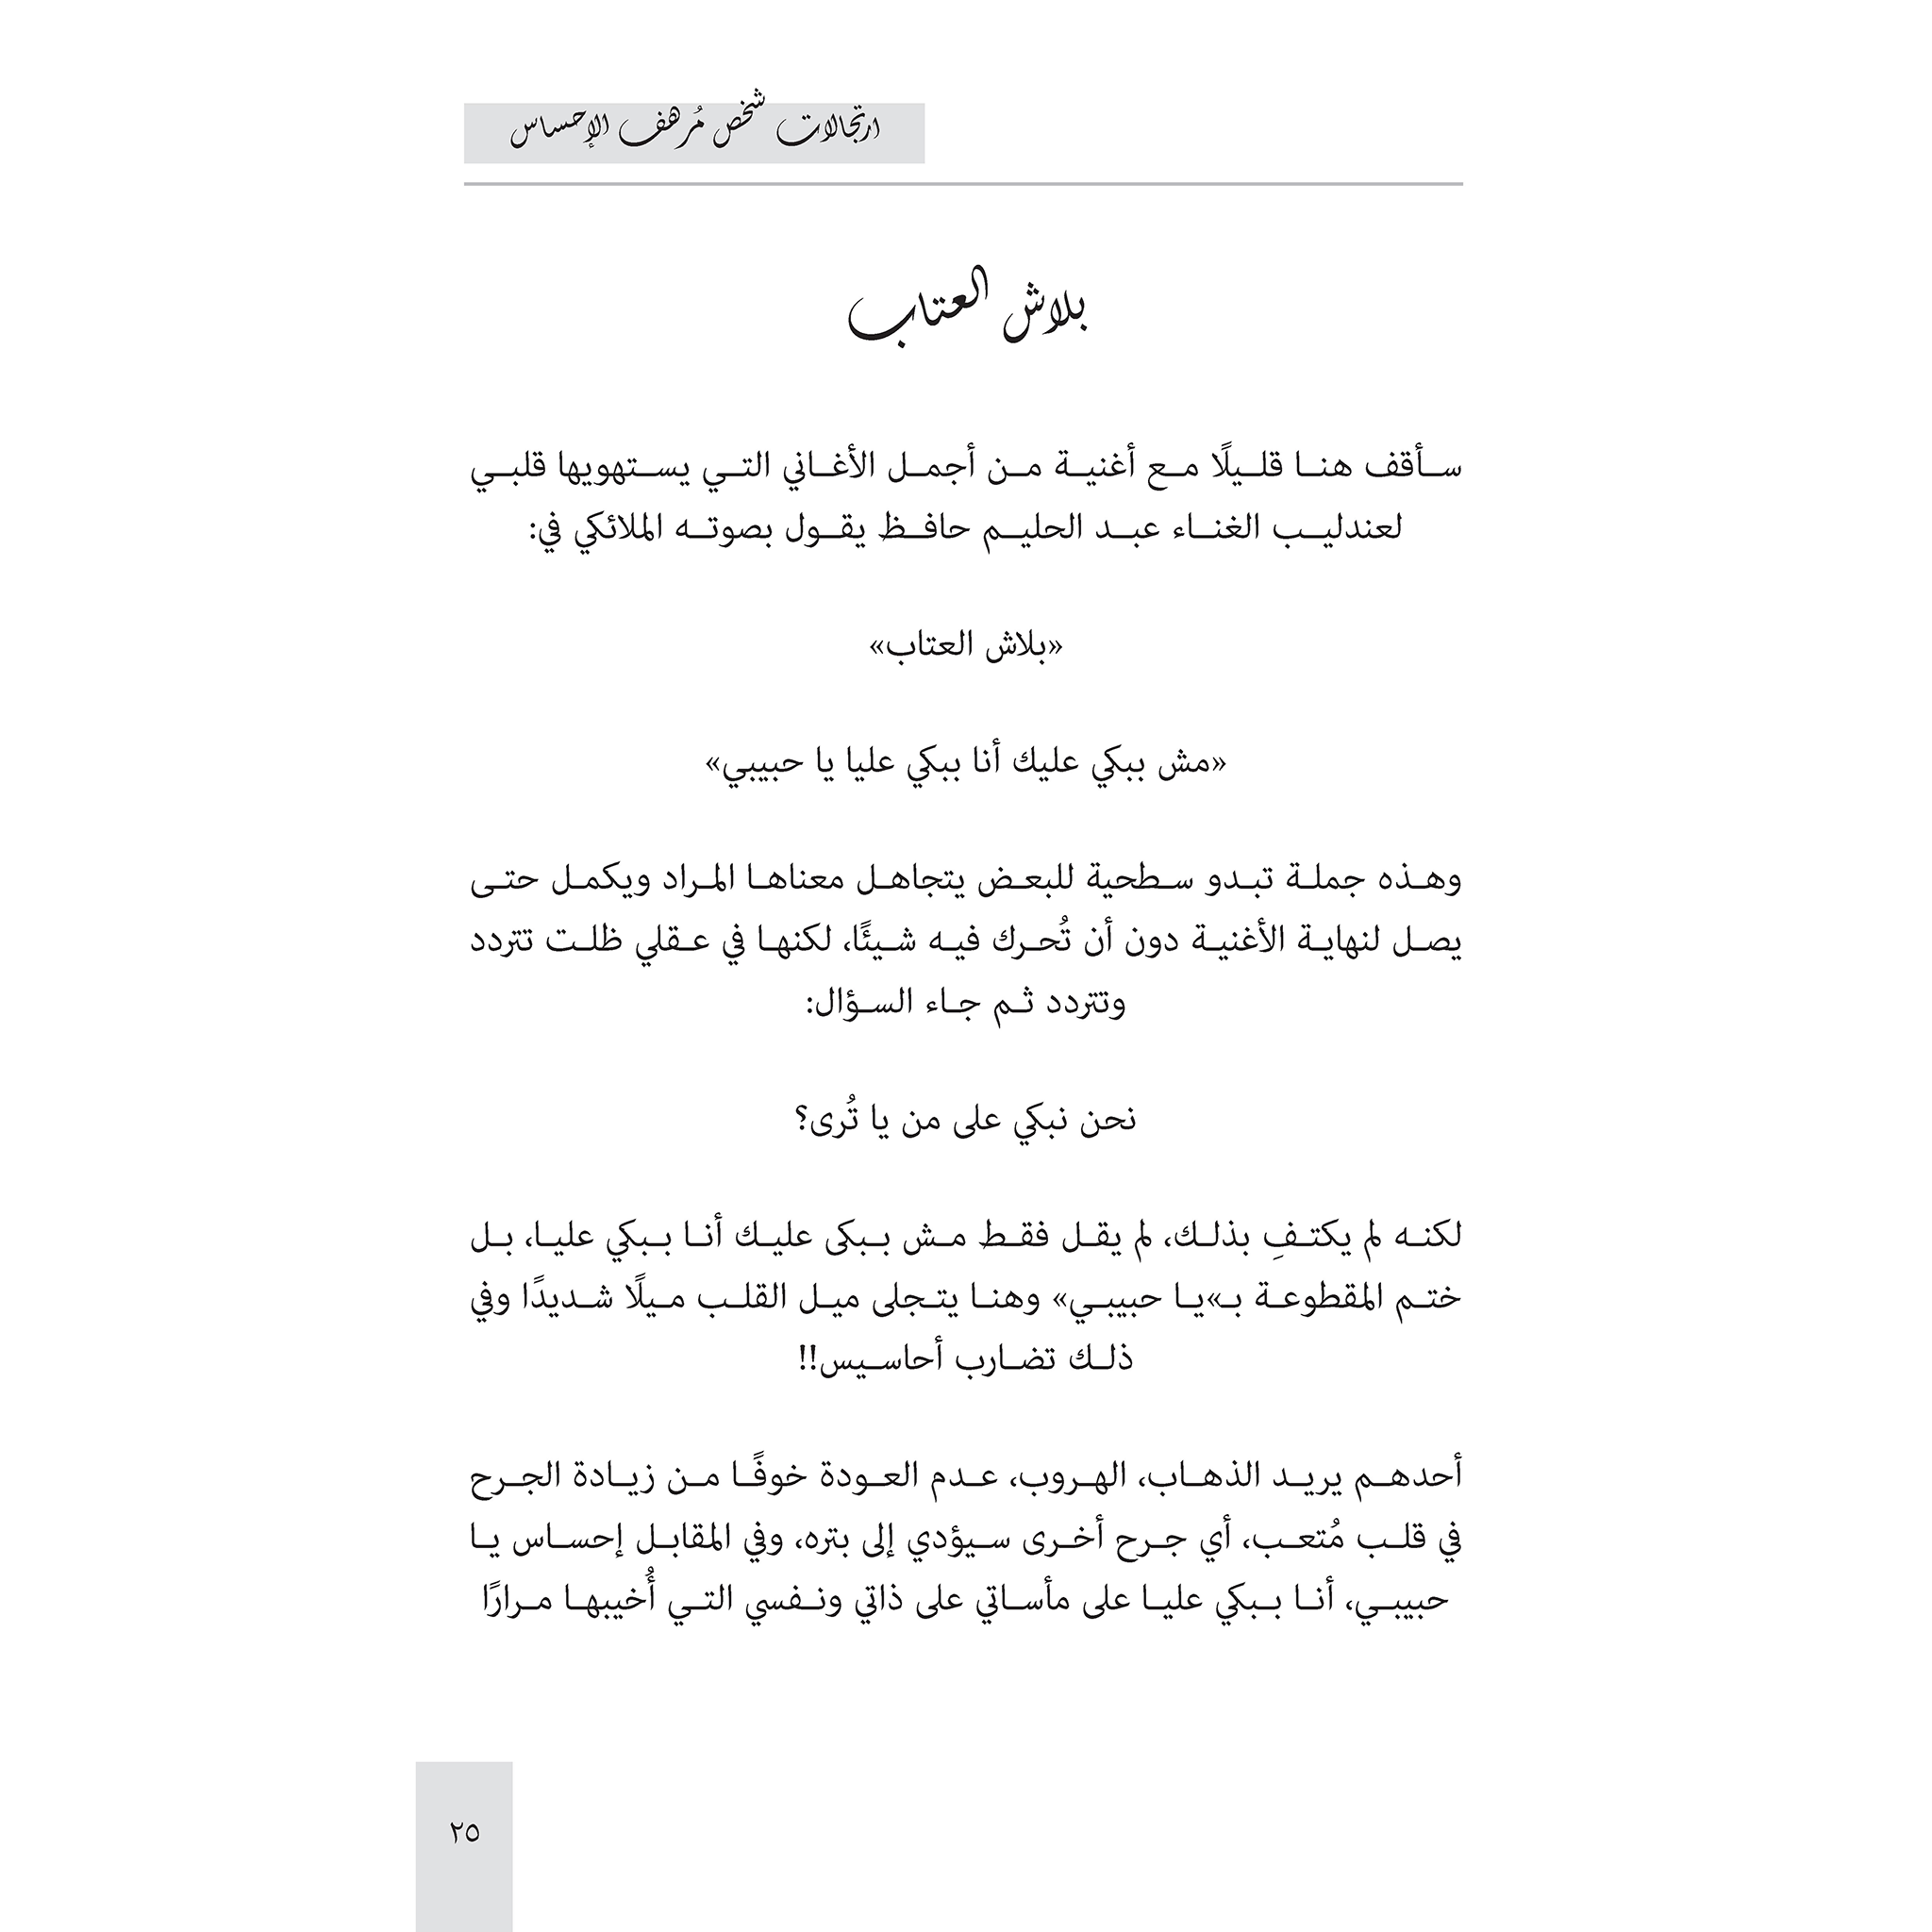 ارتجالات شخص مُرهف الإحساس
بلاش العتاب
سأقف هنا قليلًا مع أغنية من أجمل الأغاني التي يستهويها قلبي
لعندليب الغناء عبد الحليم حافظ يقول بصوته الملائكي في:
«بلاش العتاب»
«مش ببكي عليك أنا ببكي عليا يا حبيبي»
وهذه جملة تبدو سطحية للبعض يتجاهل معناها المراد ويكمل حتى
يصل لنهاية الأغنية دون أن تُحرك فيه شيئًا، لكنها في عقلي ظلت تتردد
وتتردد ثم جاء السؤال:
نحن نبكي على من يا تُرى؟
لكنه لم يكتفِ بذلك، لم يقل فقط مش ببكى عليك أنا ببكي عليا، بل
ختم المقطوعة بـ»يا حبيبي» وهنا يتجلى ميل القلب ميلًا شديدًا وفي
ذلك تضارب أحاسيس!!
أحدهم يريد الذهاب، الهروب، عدم العودة خوفًا من زيادة الجرح
في قلب مُتعب، أي جرح أخرى سيؤدي إلى بتره، وفي المقابل إحساس يا
حبيبي، أنا ببكي عليا على مأساتي على ذاتي ونفسي التي أُخيبها مرارًا
٢٥